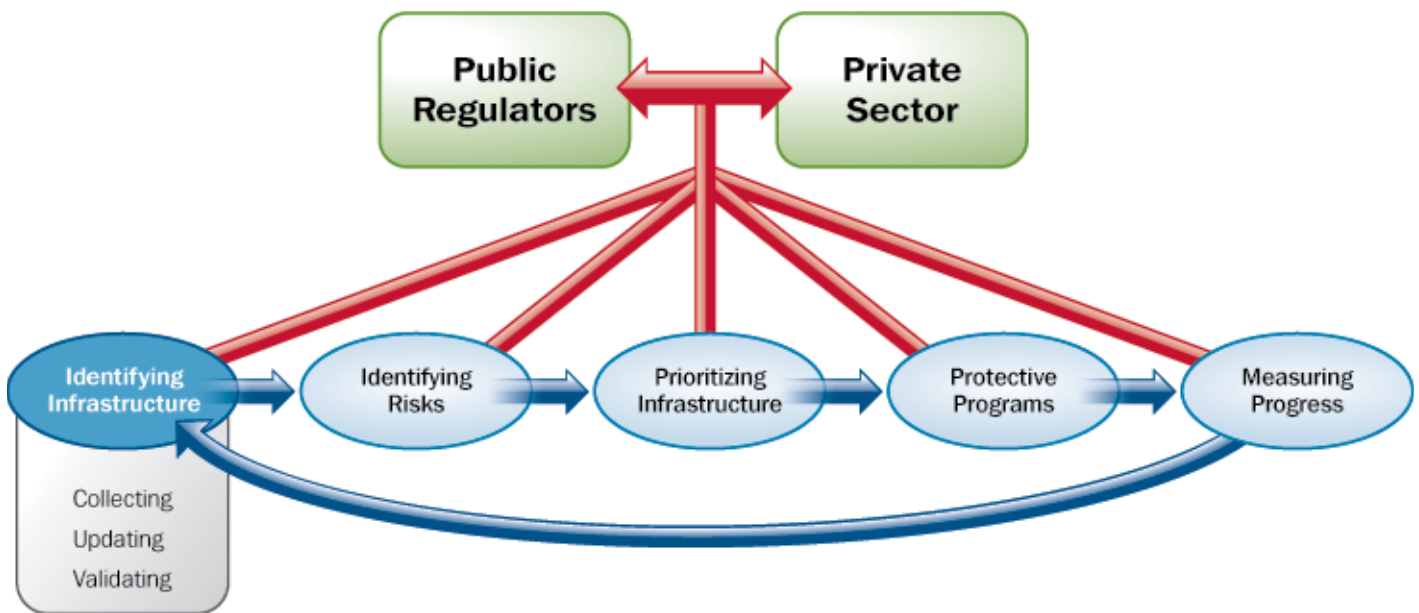 Public
Regulators
Private
Sector
Identifying
Infrastructure
Identifying
Risks
Prioritizing
Infrastructure
Protective
Programs
Measuring
Progress
Collecting
Updating
Validating